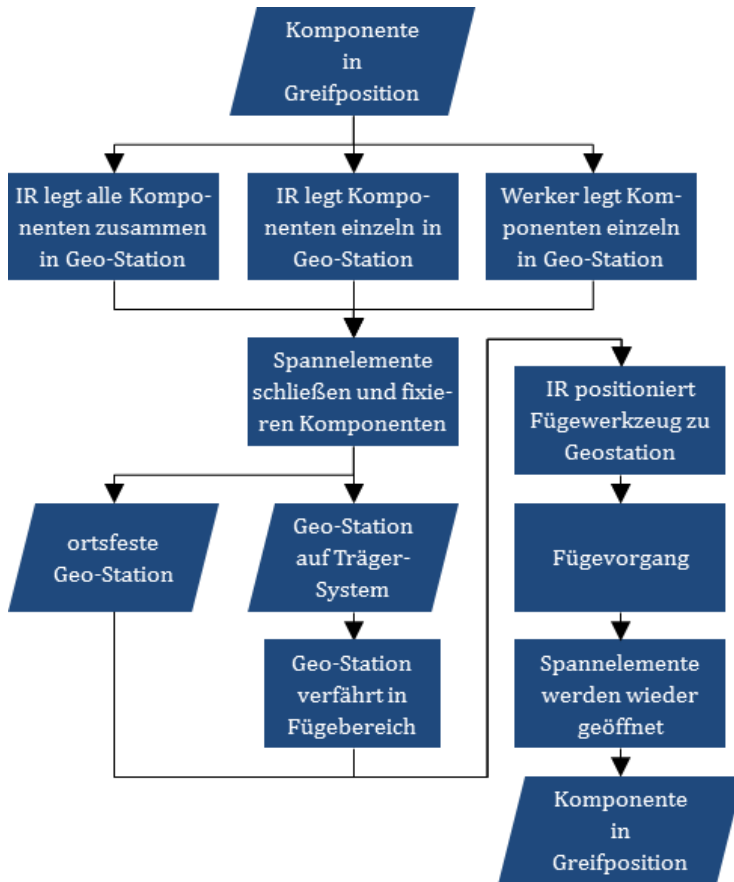 Komponente
in
Greifposition
IR legt alle Kompo-
nenten zusammen
in Geo-Station
IR legt Kompo-
nenten einzeln in
Geo-Station
Werker legt Kom-
ponenten einzeln
in Geo-Station
Spannelemente
schließen und fixie-
ren Komponenten
ortsfeste
Geo-Station
Geo-Station
auf Träger-
System
Geo-Station
verfährt in
Fügebereich
IR positioniert
Fügewerkzeug zu
Geostation
Fügevorgang
Spannelemente
werden wieder
geöffnet
Komponente
in
Greifposition